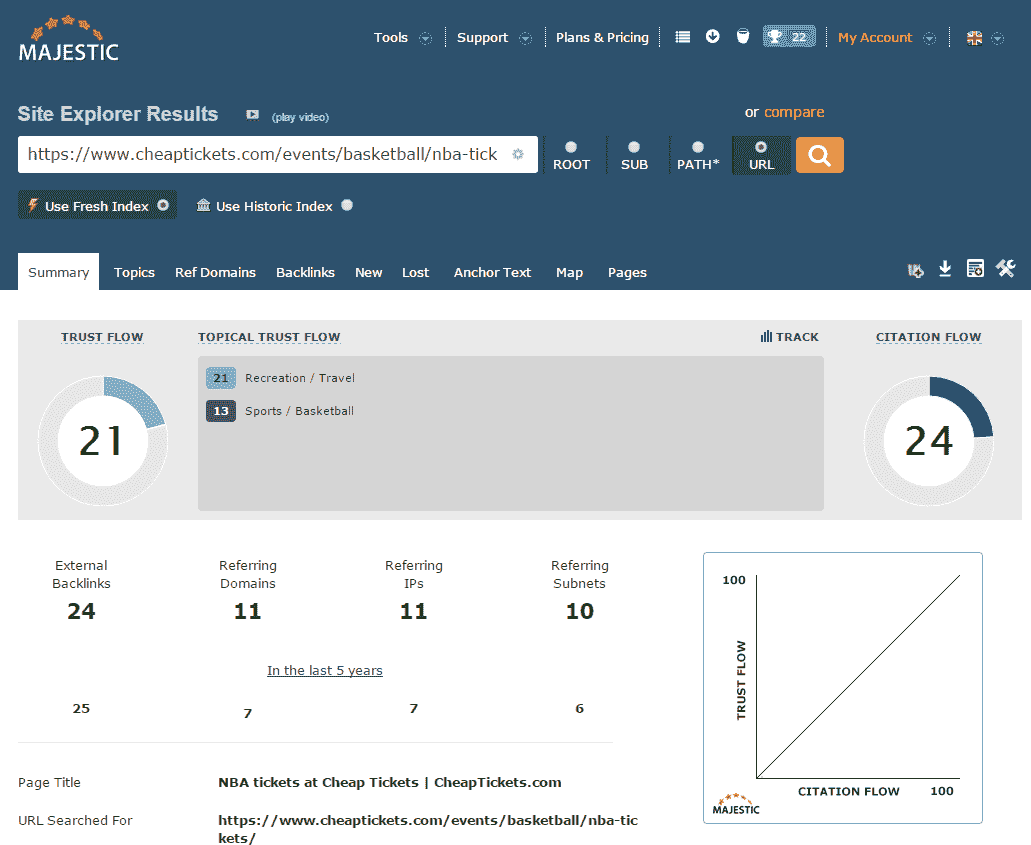 MAJESTIC
Tools
Support
Plans & Pricing
22
My Account
Site Explorer Results
(play video)
or compare
https://www.cheaptickets.com/events/basketball/nba-tick
ROOT
SUB
PATH*
URL
Use Fresh Index
Use Historic Index
Summary
Topics
Ref Domains
Backlinks
New
Lost
Anchor Text
Map
Pages
TRUST FLOW
TOPICAL TRUST FLOW
TRACK
CITATION FLOW
21
21 Recreation / Travel
13 Sports / Basketball
24
External
Backlinks
24
Referring
Domains
11
Referring
IPs
11
Referring
Subnets
10
In the last 5 years
25
7
7
6
100
TRUST FLOW
CITATION FLOW
100
MAJESTIC
Page Title
NBA tickets at Cheap Tickets | CheapTickets.com
URL Searched For
https://www.cheaptickets.com/events/basketball/nba-tic
kets/